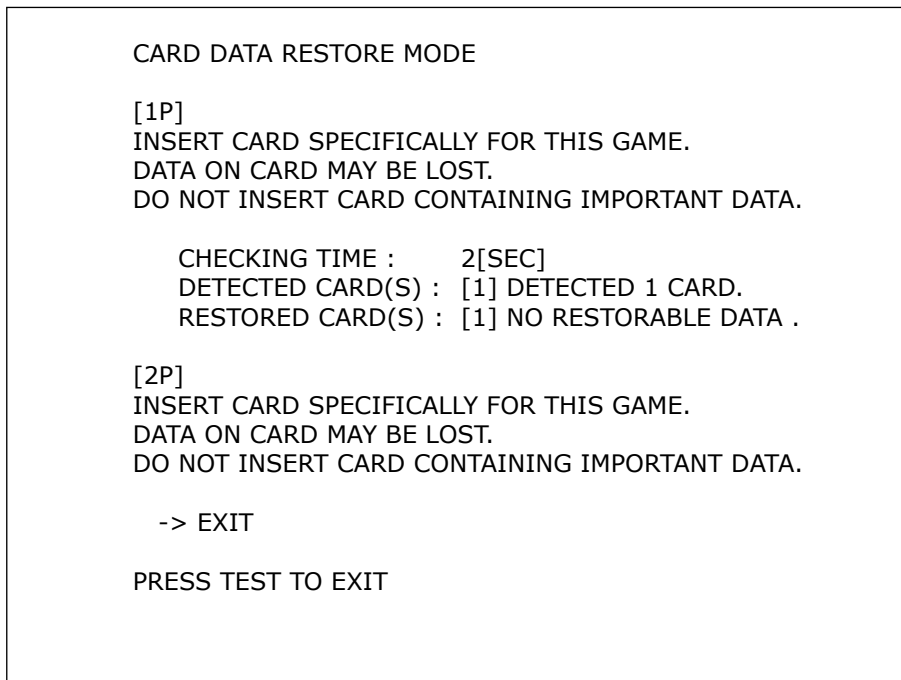 CARD DATA RESTORE MODE
[1P]
INSERT CARD SPECIFICALLY FOR THIS GAME.
DATA ON CARD MAY BE LOST.
DO NOT INSERT CARD CONTAINING IMPORTANT DATA.
CHECKING TIME : 2[SEC]
DETECTED CARD(S) : [1] DETECTED 1 CARD.
RESTORED CARD(S) : [1] NO RESTORABLE DATA .
[2P]
INSERT CARD SPECIFICALLY FOR THIS GAME.
DATA ON CARD MAY BE LOST.
DO NOT INSERT CARD CONTAINING IMPORTANT DATA.
-> EXIT
PRESS TEST TO EXIT